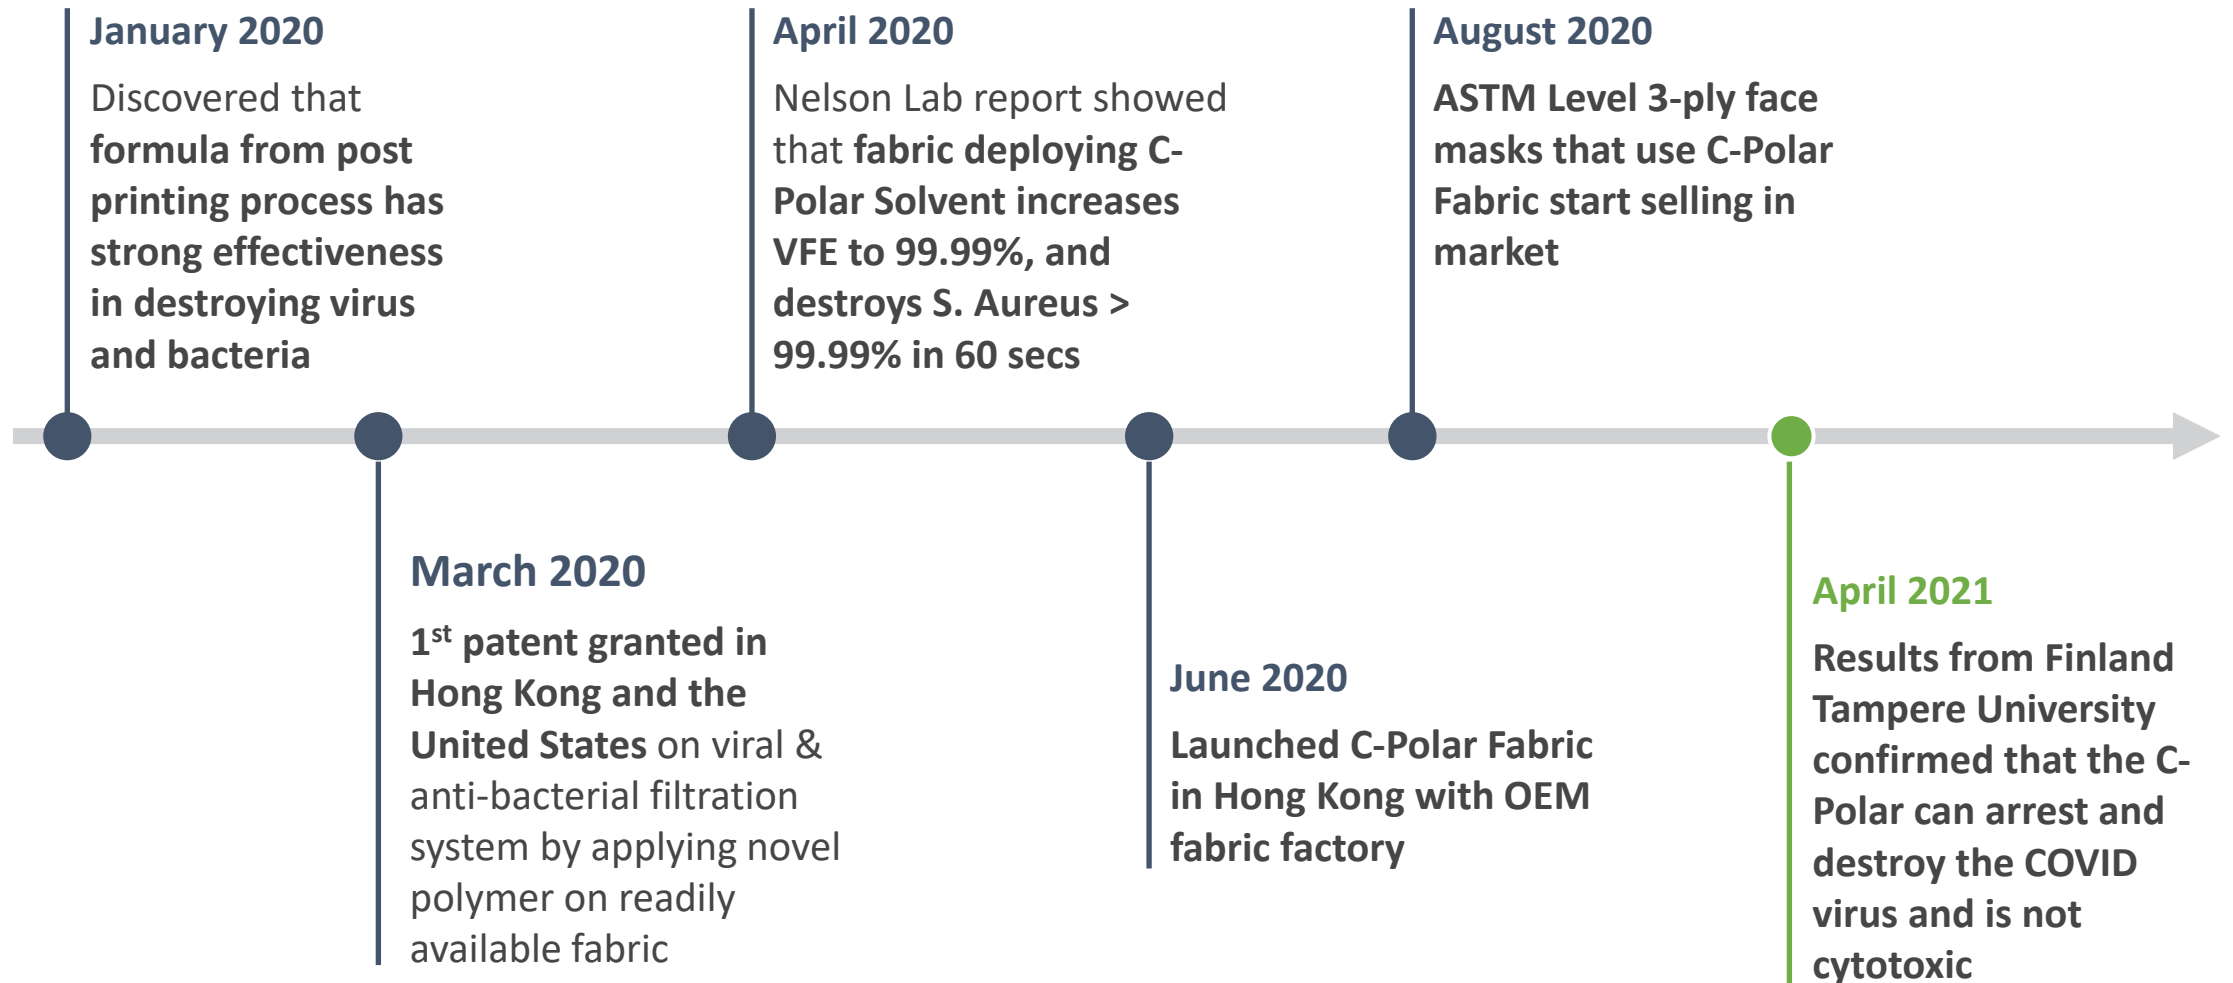 January 2020
Discovered that
formula from post
printing process has
strong effectiveness
in destroying virus
and bacteria
March 2020
1st patent granted in
Hong Kong and the
United States on viral &
anti-bacterial filtration
system by applying novel
polymer on readily
available fabric
April 2020
Nelson Lab report showed
that fabric deploying C-
Polar Solvent increases
VFE to 99.99%, and
destroys S. Aureus >
99.99% in 60 secs
June 2020
Launched C-Polar Fabric
in Hong Kong with OEM
fabric factory
August 2020
ASTM Level 3-ply face
masks that use C-Polar
Fabric start selling in
market
April 2021
Results from Finland
Tampere University
confirmed that the C-
Polar can arrest and
destroy the COVID
virus and is not
cytotoxic